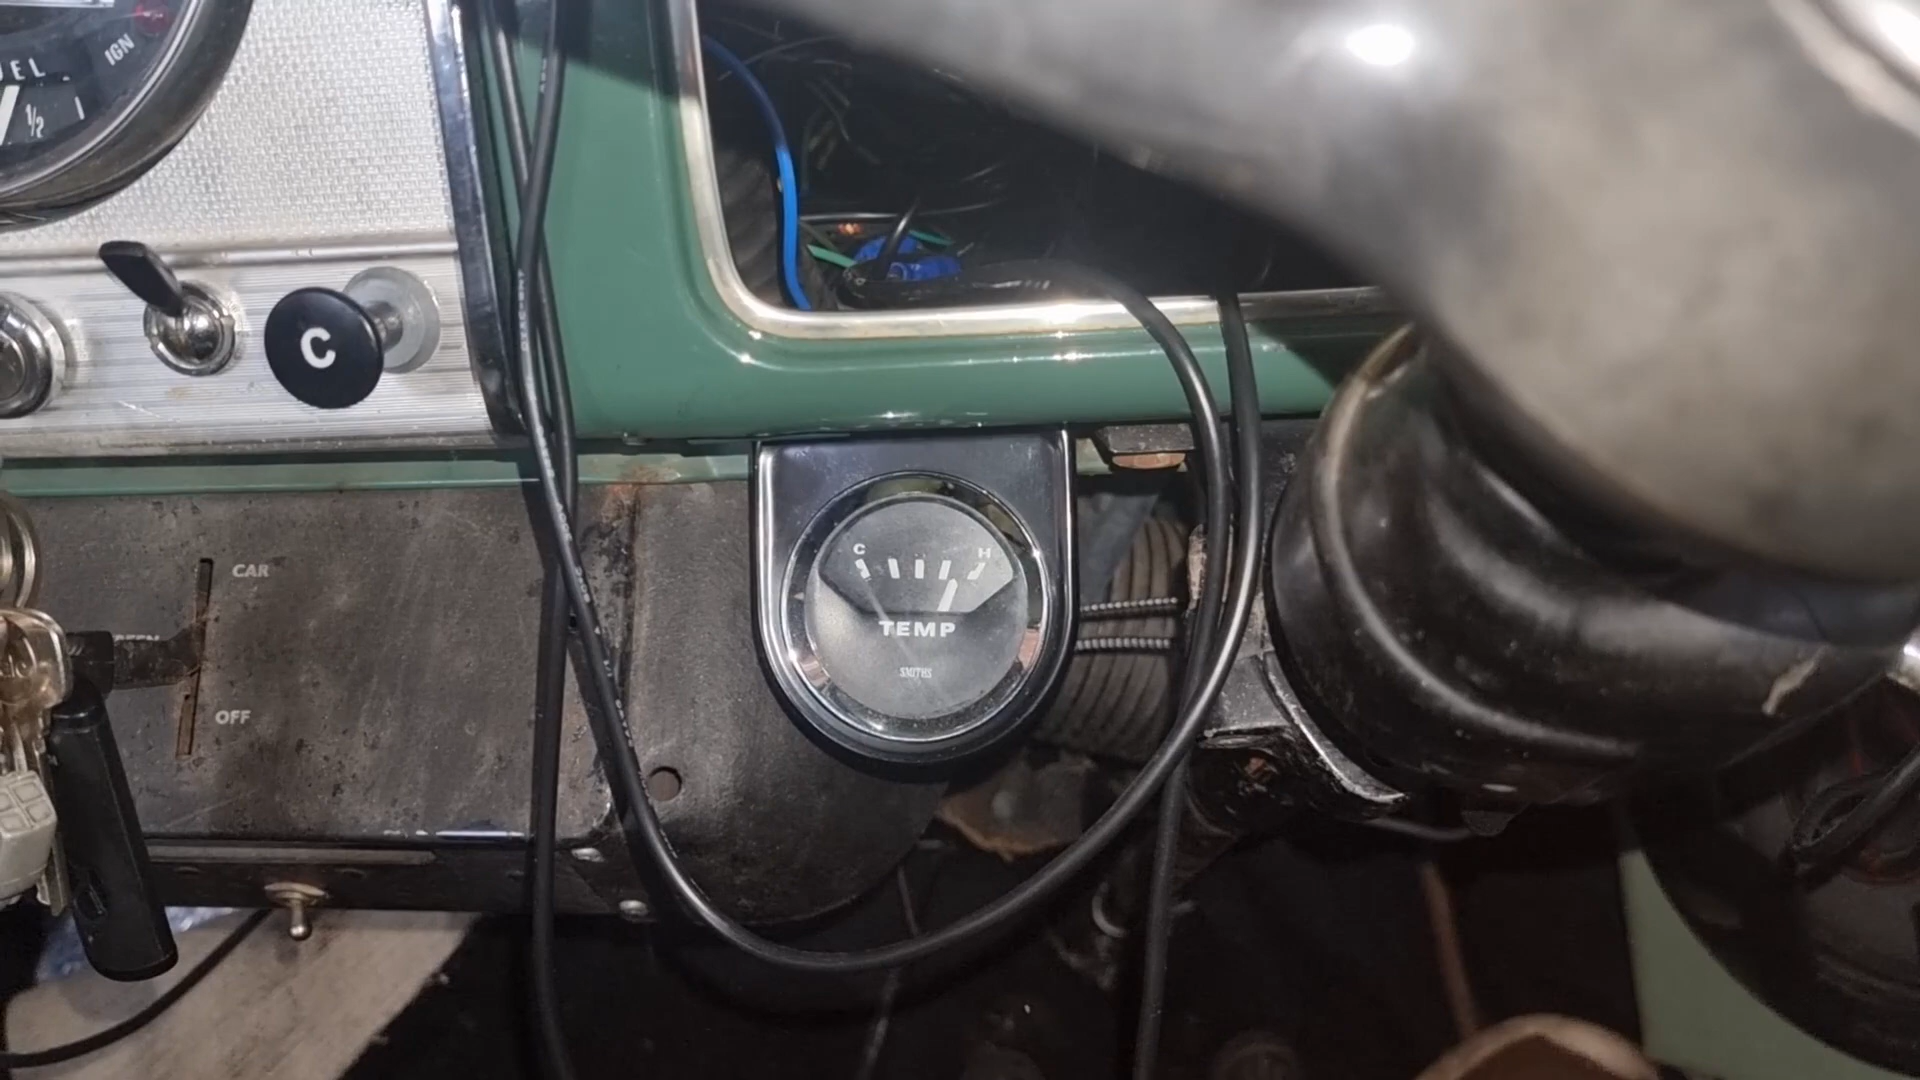 IGN
UEL
1/2
1
C
C H
TEMP
SMITHS
CAR
OFF